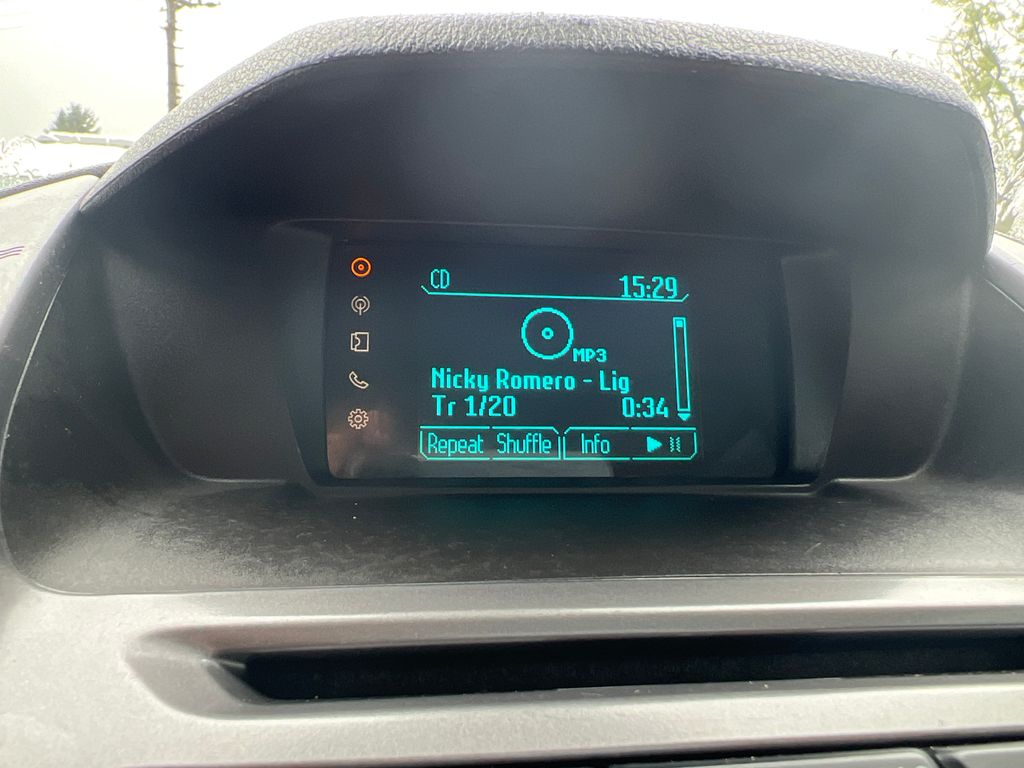 CD 15:29
MP3
Nicky Romero - Lig
Tr 1/20 0:34
Repeat Shuffle Info